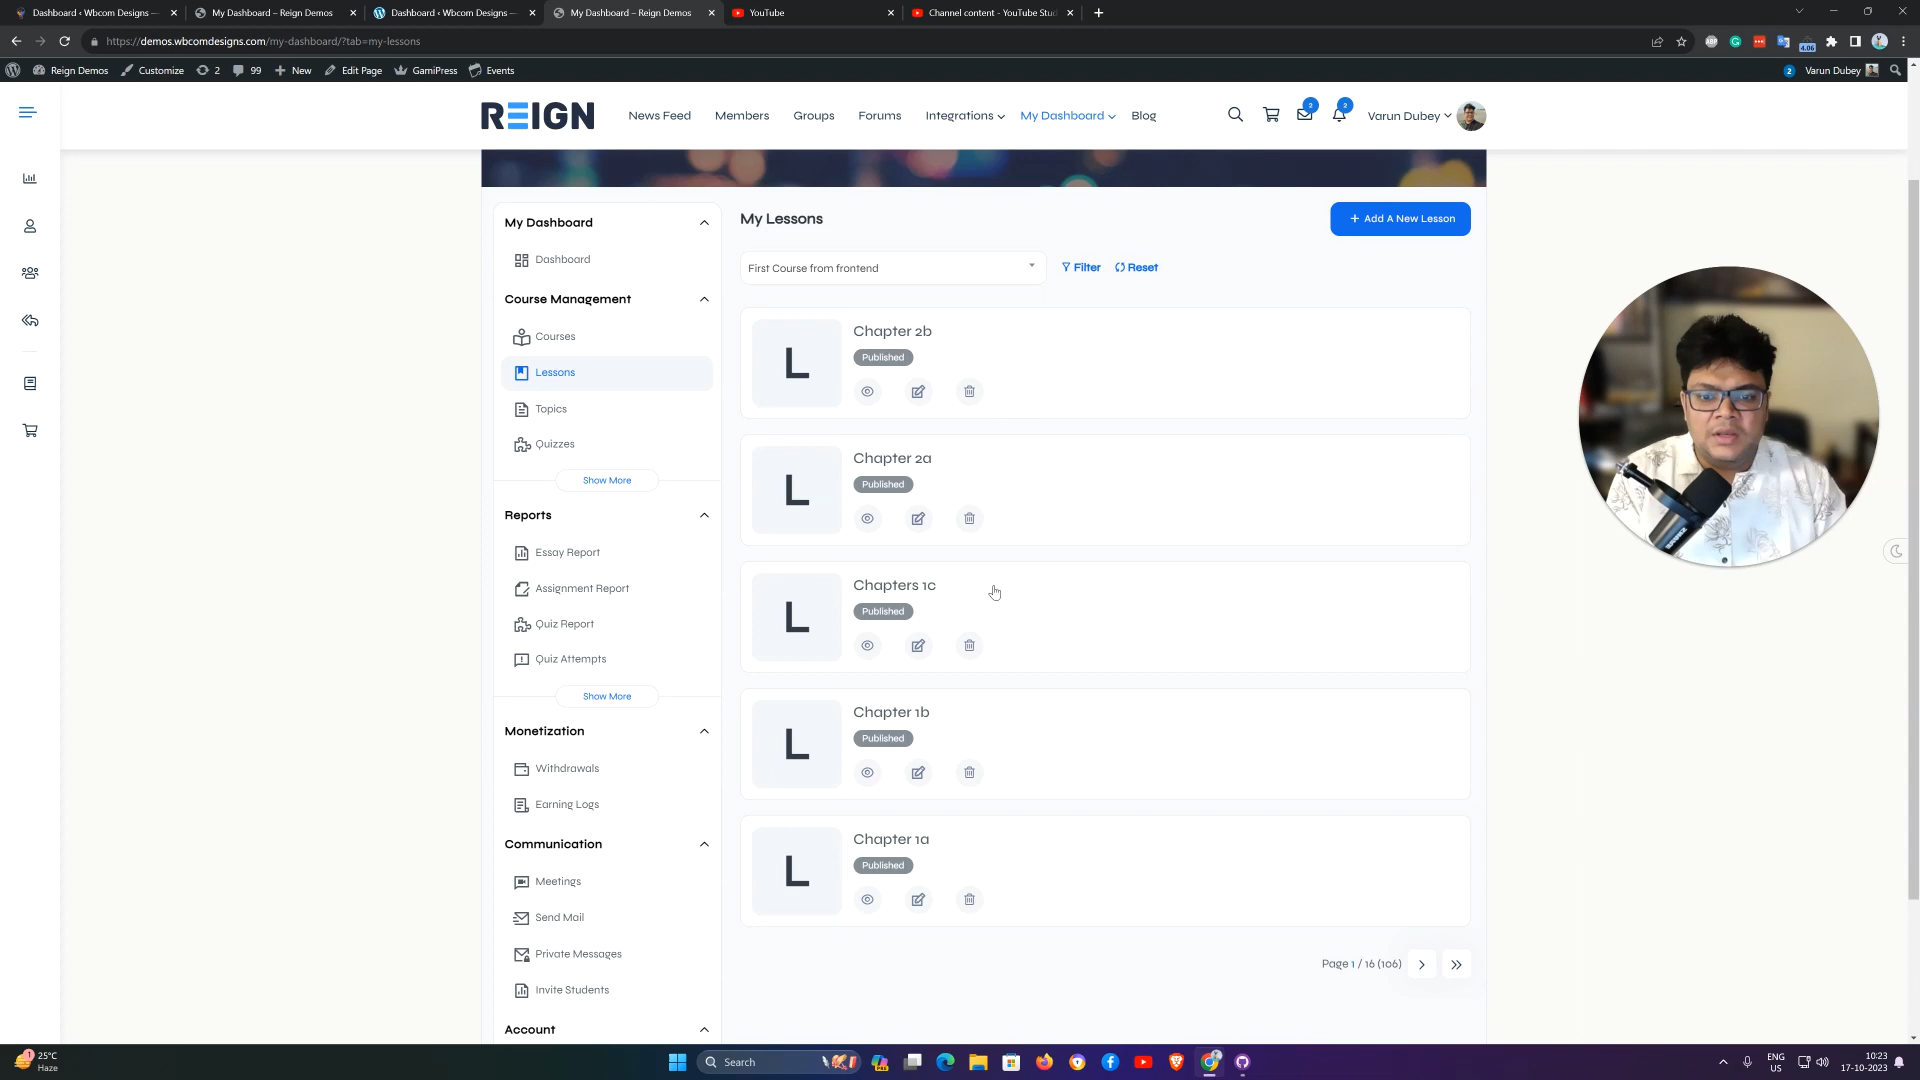 Dashboard ‹ Wbcom Designs —
My Dashboard – Reign Demos
Dashboard ‹ Wbcom Designs —
My Dashboard – Reign Demos
YouTube
Channel content - YouTube Stud
https://demos.wbcomdesigns.com/my-dashboard/?tab=my-lessons
4.06
Reign Demos
Customize
2
99
New
Edit Page
GamiPress
Events
2
Varun Dubey
REIGN
News Feed
Members
Groups
Forums
Integrations
My Dashboard
Blog
2
2
Varun Dubey
My Dashboard
Dashboard
Course Management
Courses
Lessons
Topics
Quizzes
Show More
Reports
Essay Report
Assignment Report
Quiz Report
Quiz Attempts
Show More
Monetization
Withdrawals
Earning Logs
Communication
Meetings
Send Mail
Private Messages
Invite Students
Account
My Lessons
+ Add A New Lesson
First Course from frontend
Filter
Reset
L
Chapter 2b
Published
L
Chapter 2a
Published
L
Chapters 1c
Published
L
Chapter 1b
Published
L
Chapter 1a
Published
Page 1 / 16 (106)
1
25°C
Haze
Search
ENG
US
10:23
17-10-2023